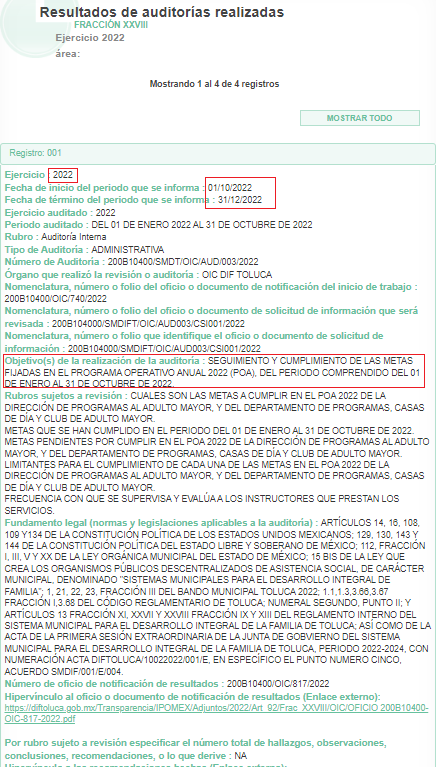 Resultados de auditorías realizadas
FRACCIÓN XXVIII
Ejercicio 2022
área:
Mostrando 1 al 4 de 4 registros
MOSTRAR TODO
Registro: 001
Ejercicio : 2022
Fecha de inicio del periodo que se informa : 01/10/2022
Fecha de término del periodo que se informa : 31/12/2022
Ejercicio auditado : 2022
Periodo auditado : DEL 01 DE ENERO 2022 AL 31 DE OCTUBRE DE 2022
Rubro : Auditoría Interna
Tipo de Auditoría : ADMINISTRATIVA
Número de Auditoría : 200B10400/SMDT/OIC/AUD/003/2022
Órgano que realizó la revisión o auditoría : OIC DIF TOLUCA
Nomenclatura, número o folio del oficio o documento de notificación del inicio de trabajo :
200B10400/OIC/740/2022
Nomenclatura, número o folio del oficio o documento de solicitud de información que será
revisada : 200B104000/SMDIFT/OIC/AUD003/CSI001/2022
Nomenclatura, número o folio que identifique el oficio o documento de solicitud de
información : 200B104000/SMDIFT/OIC/AUD003/CSI001/2022
Objetivo(s) de la realización de la auditoría : SEGUIMIENTO Y CUMPLIMIENTO DE LAS METAS
FIJADAS EN EL PROGRAMA OPERATIVO ANUAL 2022 (POA), DEL PERIODO COMPRENDIDO DEL 01
DE ENERO AL 31 DE OCTUBRE DE 2022.
Rubros sujetos a revisión : CUALES SON LAS METAS A CUMPLIR EN EL POA 2022 DE LA
DIRECCIÓN DE PROGRAMAS AL ADULTO MAYOR, Y DEL DEPARTAMENTO DE PROGRAMAS, CASAS
DE DÍA Y CLUB DE ADULTO MAYOR.
METAS QUE SE HAN CUMPLIDO EN EL PERIODO DEL 01 DE ENERO AL 31 DE OCTUBRE DE 2022.
METAS PENDIENTES POR CUMPLIR EN EL POA 2022 DE LA DIRECCIÓN DE PROGRAMAS AL ADULTO
MAYOR, Y DEL DEPARTAMENTO DE PROGRAMAS, CASAS DE DÍA Y CLUB DE ADULTO MAYOR.
LIMITANTES PARA EL CUMPLIMIENTO DE CADA UNA DE LAS METAS EN EL POA 2022 DE LA
DIRECCIÓN DE PROGRAMAS AL ADULTO MAYOR, Y DEL DEPARTAMENTO DE PROGRAMAS, CASAS
DE DÍA Y CLUB DE ADULTO MAYOR.
FRECUENCIA CON QUE SE SUPERVISA Y EVALÚA A LOS INSTRUCTORES QUE PRESTAN LOS
SERVICIOS.
Fundamento legal (normas y legislaciones aplicables a la auditoría) : ARTÍCULOS 14, 16, 108,
109 Y134 DE LA CONSTITUCIÓN POLÍTICA DE LOS ESTADOS UNIDOS MEXICANOS; 129, 130, 143 Y
144 DE LA CONSTITUCIÓN POLÍTICA DEL ESTADO LIBRE Y SOBERANO DE MÉXICO; 112, FRACCIÓN
I, III, V Y XX DE LA LEY ORGÁNICA MUNICIPAL DEL ESTADO DE MÉXICO; 15 BIS DE LA LEY QUE
CREA LOS ORGANISMOS PÚBLICOS DESCENTRALIZADOS DE ASISTENCIA SOCIAL, DE CARÁCTER
MUNICIPAL, DENOMINADO "SISTEMAS MUNICIPALES PARA EL DESARROLLO INTEGRAL DE
FAMILIA"; 1, 21, 22, 23, FRACCIÓN III DEL BANDO MUNICIPAL TOLUCA 2022; 1.1,1.3,3.66,3.67
FRACCIÓN I,3.68 DEL CÓDIGO REGLAMENTARIO DE TOLUCA; NUMERAL SEGUNDO, PUNTO II; Y
ARTÍCULOS 13 FRACCIÓN XI, XXVII Y XXVIII FRACCIÓN IX Y XIII DEL REGLAMENTO INTERNO DEL
SISTEMA MUNICIPAL PARA EL DESARROLLO INTEGRAL DE LA FAMILIA DE TOLUCA; ASÍ COMO DE LA
ACTA DE LA PRIMERA SESIÓN EXTRAORDINARIA DE LA JUNTA DE GOBVIERNO DEL SISTEMA
MUNICIPAL PARA EL DESARROLLO INTEGRAL DE LA FAMILIA DE TOLUCA, PERIODO 2022-2024, CON
NUMERACIÓN ACTA DIFTOLUCA/10022022/001/E, EN ESPECÍFICO EL PUNTO NUMERO CINCO,
ACUERDO SMDIF/001/E/004.
Número de oficio de notificación de resultados : 200B10400/OIC/817/2022
Hipervínculo al oficio o documento de notificación de resultados (Enlace externo):
https://diftoluca.gob.mx/Transparencia/IPOMEX/Adjuntos/2022/Art_92/Frac_XXVIII/OIC/OFICIO 200B10400-
OIC-817-2022.pdf
Por rubro sujeto a revisión especificar el número total de hallazgos, observaciones,
conclusiones, recomendaciones, o lo que derive : NA